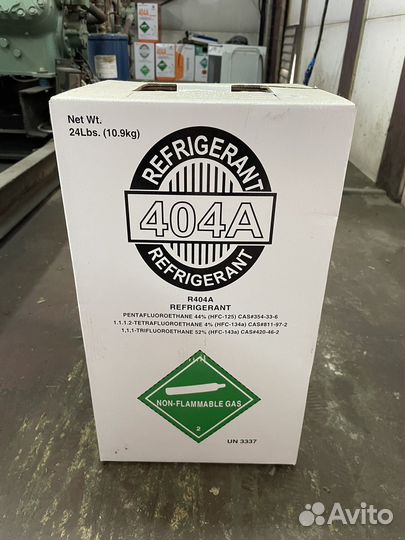 Net Wt.
24Lbs. (10.9kg)
REFRIGERANT
404A
REFRIGERANT
R404A
REFRIGERANT
PENTAFLUOROETHANE 44% (HFC-125) CAS#354-33-6
1,1,1,2-TETRAFLUOROETHANE 4% (HFC-134a) CAS#811-97-2
1,1,1-TRIFLUOROETHANE 52% (HFC-143a) CAS#420-46-2
NON-FLAMMABLE GAS
2
UN 3337
Avito